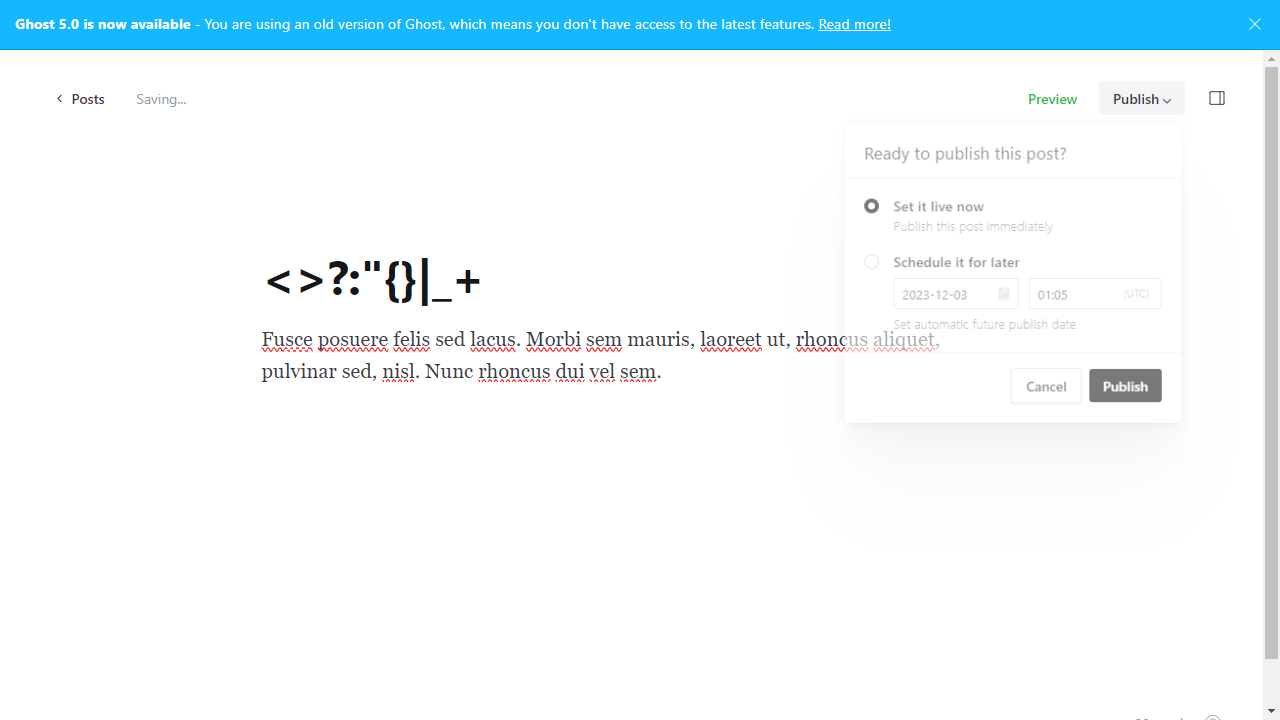 Ghost 5.0 is now available - You are using an old version of Ghost, which means you don't have access to the latest features. Read more!
Posts
Saving...
Preview
Publish
Ready to publish this post?
Set it live now
Publish this post immediately
Schedule it for later
2023-12-03
01:05
(UTC)
Set automatic future publish date
Cancel
Publish
<>?:"{}|_+
Fusce posuere felis sed lacus. Morbi sem mauris, laoreet ut, rhoncus aliquet,
pulvinar sed, nisl. Nunc rhoncus dui vel sem.